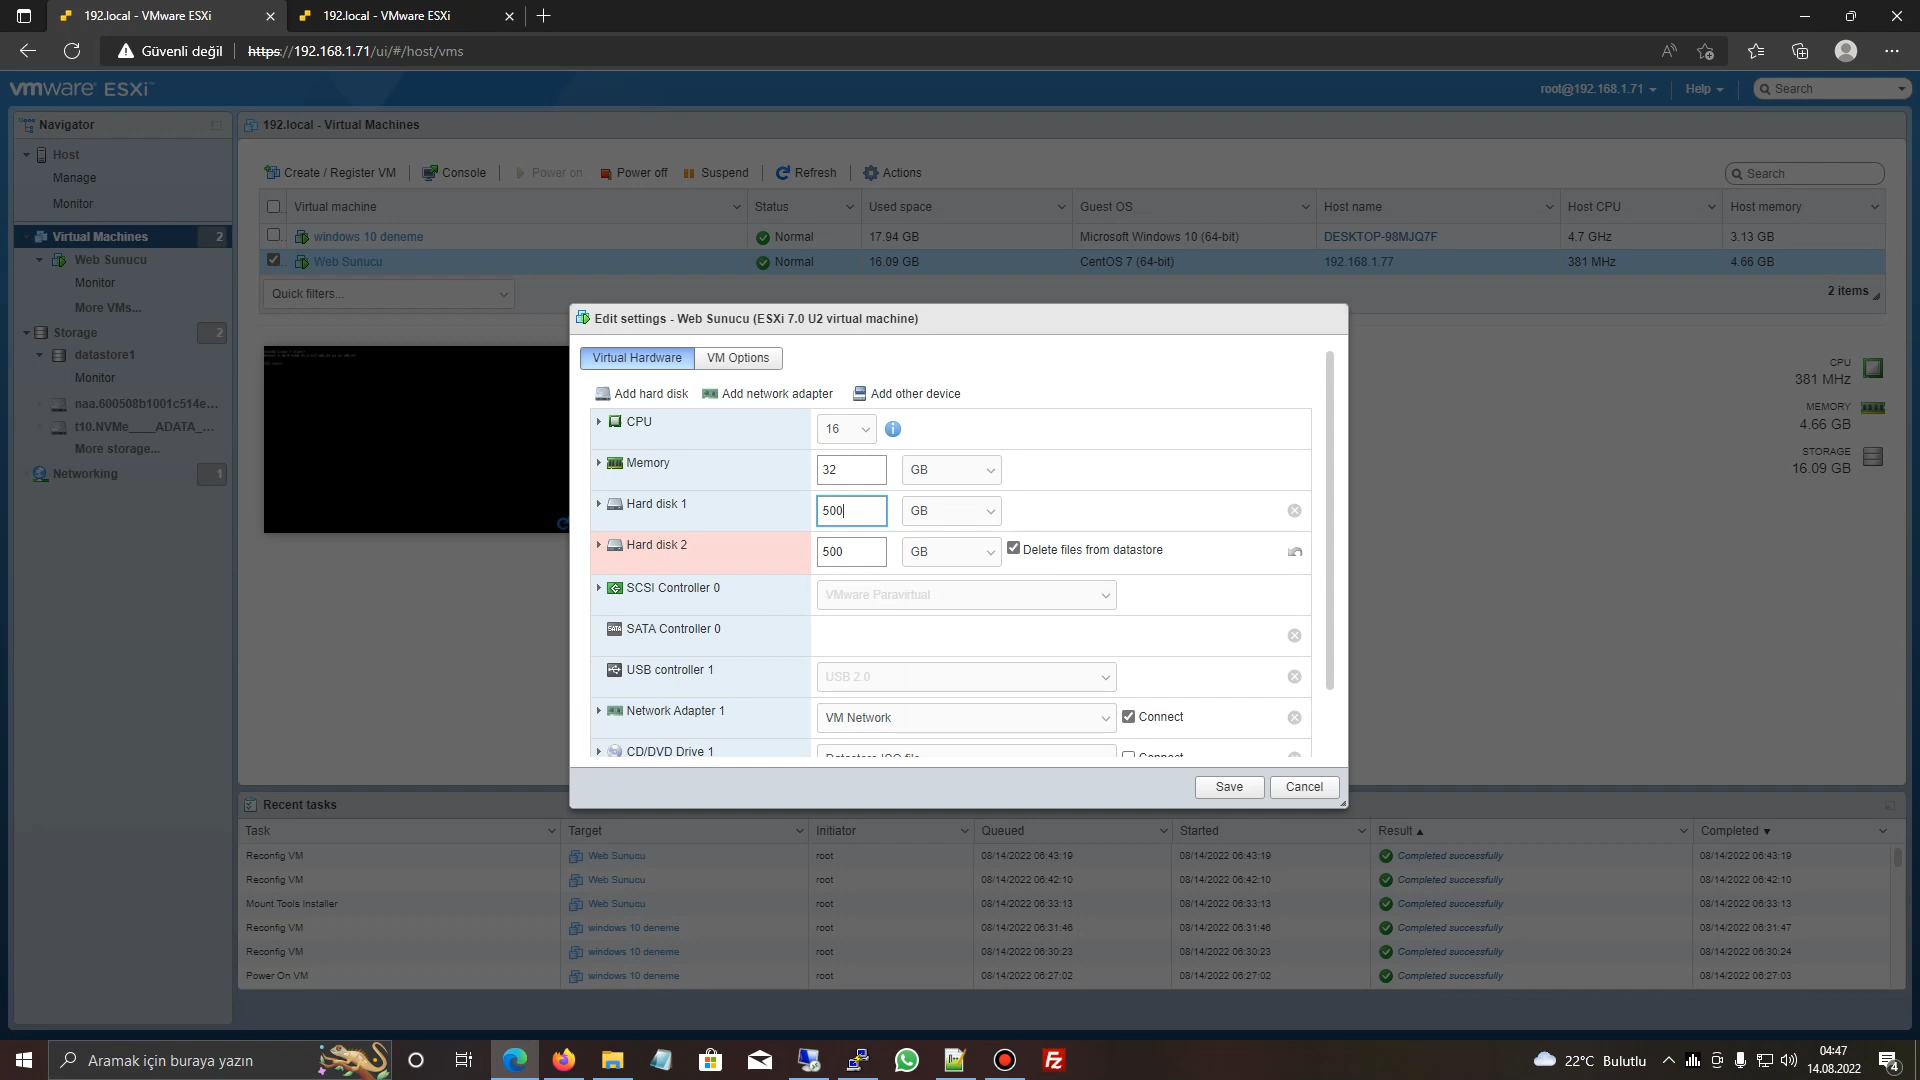 192.local - VMware ESXi
192.local - VMware ESXi
Güvenli değil
https://192.168.1.71/ui/#/host/vms
vmware ESXi
root@192.168.1.71
Help
Search
Navigator
Host
Manage
Monitor
Virtual Machines 2
Web Sunucu
Monitor
More VMs...
Storage 2
datastore1
Monitor
naa.600508b1001c514e...
t10.NVMe____ADATA_...
More storage...
Networking 1
192.local - Virtual Machines
Create / Register VM
Console
Power on
Power off
Suspend
Refresh
Actions
Search
Virtual machine Status Used space Guest OS Host name Host CPU Host memory
windows 10 deneme Normal 17.94 GB Microsoft Windows 10 (64-bit) DESKTOP-98MJQ7F 4.7 GHz 3.13 GB
Web Sunucu Normal 16.09 GB CentOS 7 (64-bit) 192.168.1.77 381 MHz 4.66 GB
Quick filters...
2 items
CPU
381 MHz
MEMORY
4.66 GB
STORAGE
16.09 GB
Edit settings - Web Sunucu (ESXi 7.0 U2 virtual machine)
Virtual Hardware
VM Options
Add hard disk
Add network adapter
Add other device
CPU 16
Memory 32 GB
Hard disk 1 500 GB
Hard disk 2 500 GB Delete files from datastore
SCSI Controller 0 VMware Paravirtual
SATA Controller 0
USB controller 1 USB 2.0
Network Adapter 1 VM Network Connect
CD/DVD Drive 1 Datastore ISO file Connect
Save
Cancel
Recent tasks
Task Target Initiator Queued Started Result Completed
Reconfig VM Web Sunucu root 08/14/2022 06:43:19 08/14/2022 06:43:19 Completed successfully 08/14/2022 06:43:19
Reconfig VM Web Sunucu root 08/14/2022 06:42:10 08/14/2022 06:42:10 Completed successfully 08/14/2022 06:42:10
Mount Tools Installer Web Sunucu root 08/14/2022 06:33:13 08/14/2022 06:33:13 Completed successfully 08/14/2022 06:33:13
Reconfig VM windows 10 deneme root 08/14/2022 06:31:46 08/14/2022 06:31:46 Completed successfully 08/14/2022 06:31:47
Reconfig VM windows 10 deneme root 08/14/2022 06:30:23 08/14/2022 06:30:23 Completed successfully 08/14/2022 06:30:24
Power On VM windows 10 deneme root 08/14/2022 06:27:02 08/14/2022 06:27:02 Completed successfully 08/14/2022 06:27:03
Aramak için buraya yazın
22°C Bulutlu
04:47
14.08.2022
4